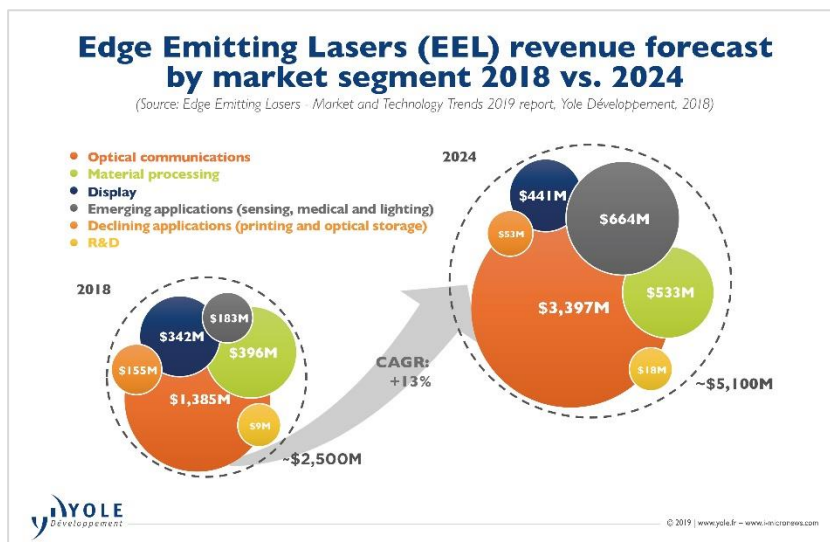 Edge Emitting Lasers (EEL) revenue forecast
by market segment 2018 vs. 2024
(Source: Edge Emitting Lasers - Market and Technology Trends 2019 report, Yole Développement, 2018)
Optical communications
Material processing
Display
Emerging applications (sensing, medical and lighting)
Declining applications (printing and optical storage)
R&D
2018
$183M
$342M
$396M
$155M
$1,385M
$9M
~$2,500M
CAGR:
+13%
2024
$441M
$664M
$53M
$533M
$3,397M
$18M
~$5,100M
YOLE
Développement
© 2019 | www.yole.fr – www.i-micronews.com